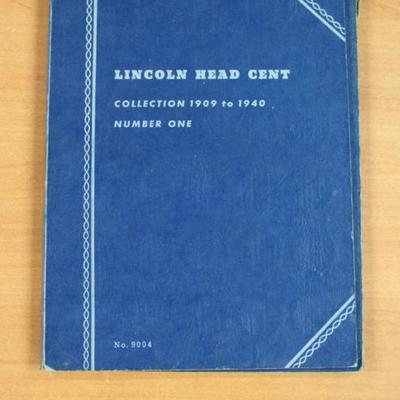 LINCOLN HEAD CENT
COLLECTION 1909 to 1940
NUMBER ONE
No. 9004